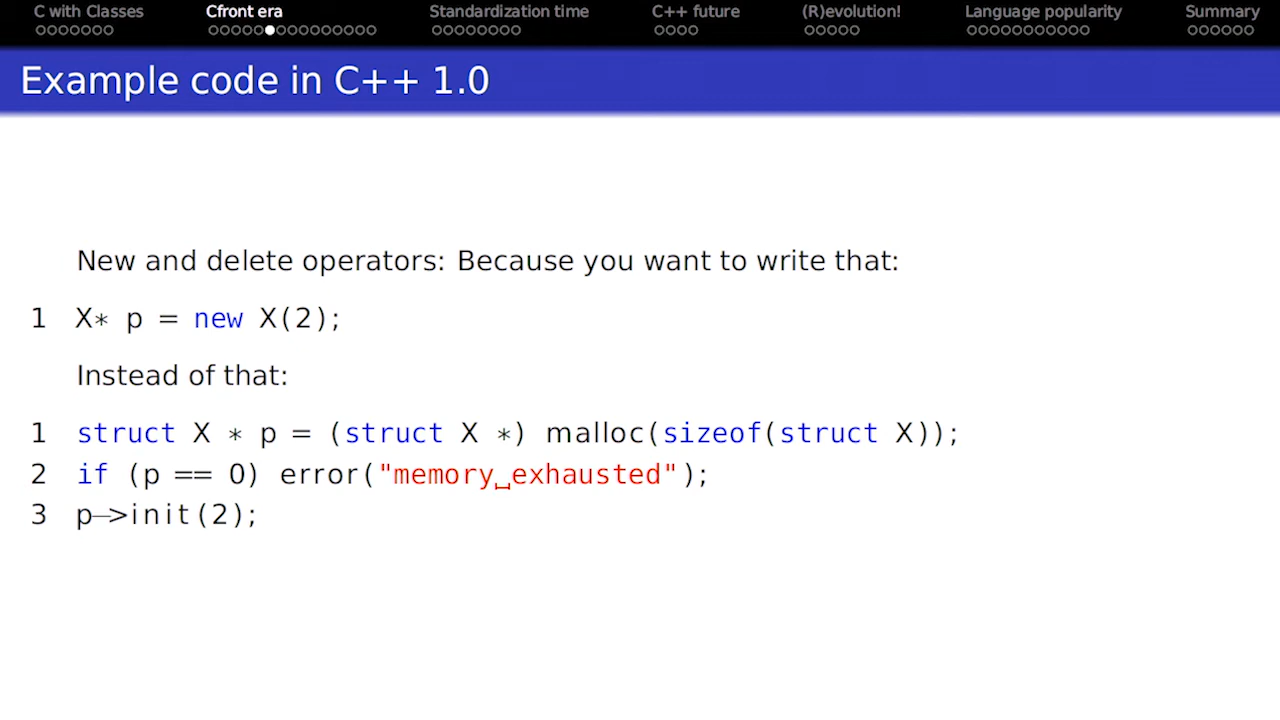 C with Classes Cfront era Standardization time C++ future (R)evolution! Language popularity Summary
Example code in C++ 1.0
New and delete operators: Because you want to write that:
1 X* p = new X(2);
Instead of that:
1 struct X * p = (struct X *) malloc(sizeof(struct X));
2 if (p == 0) error("memory␣exhausted");
3 p->init(2);